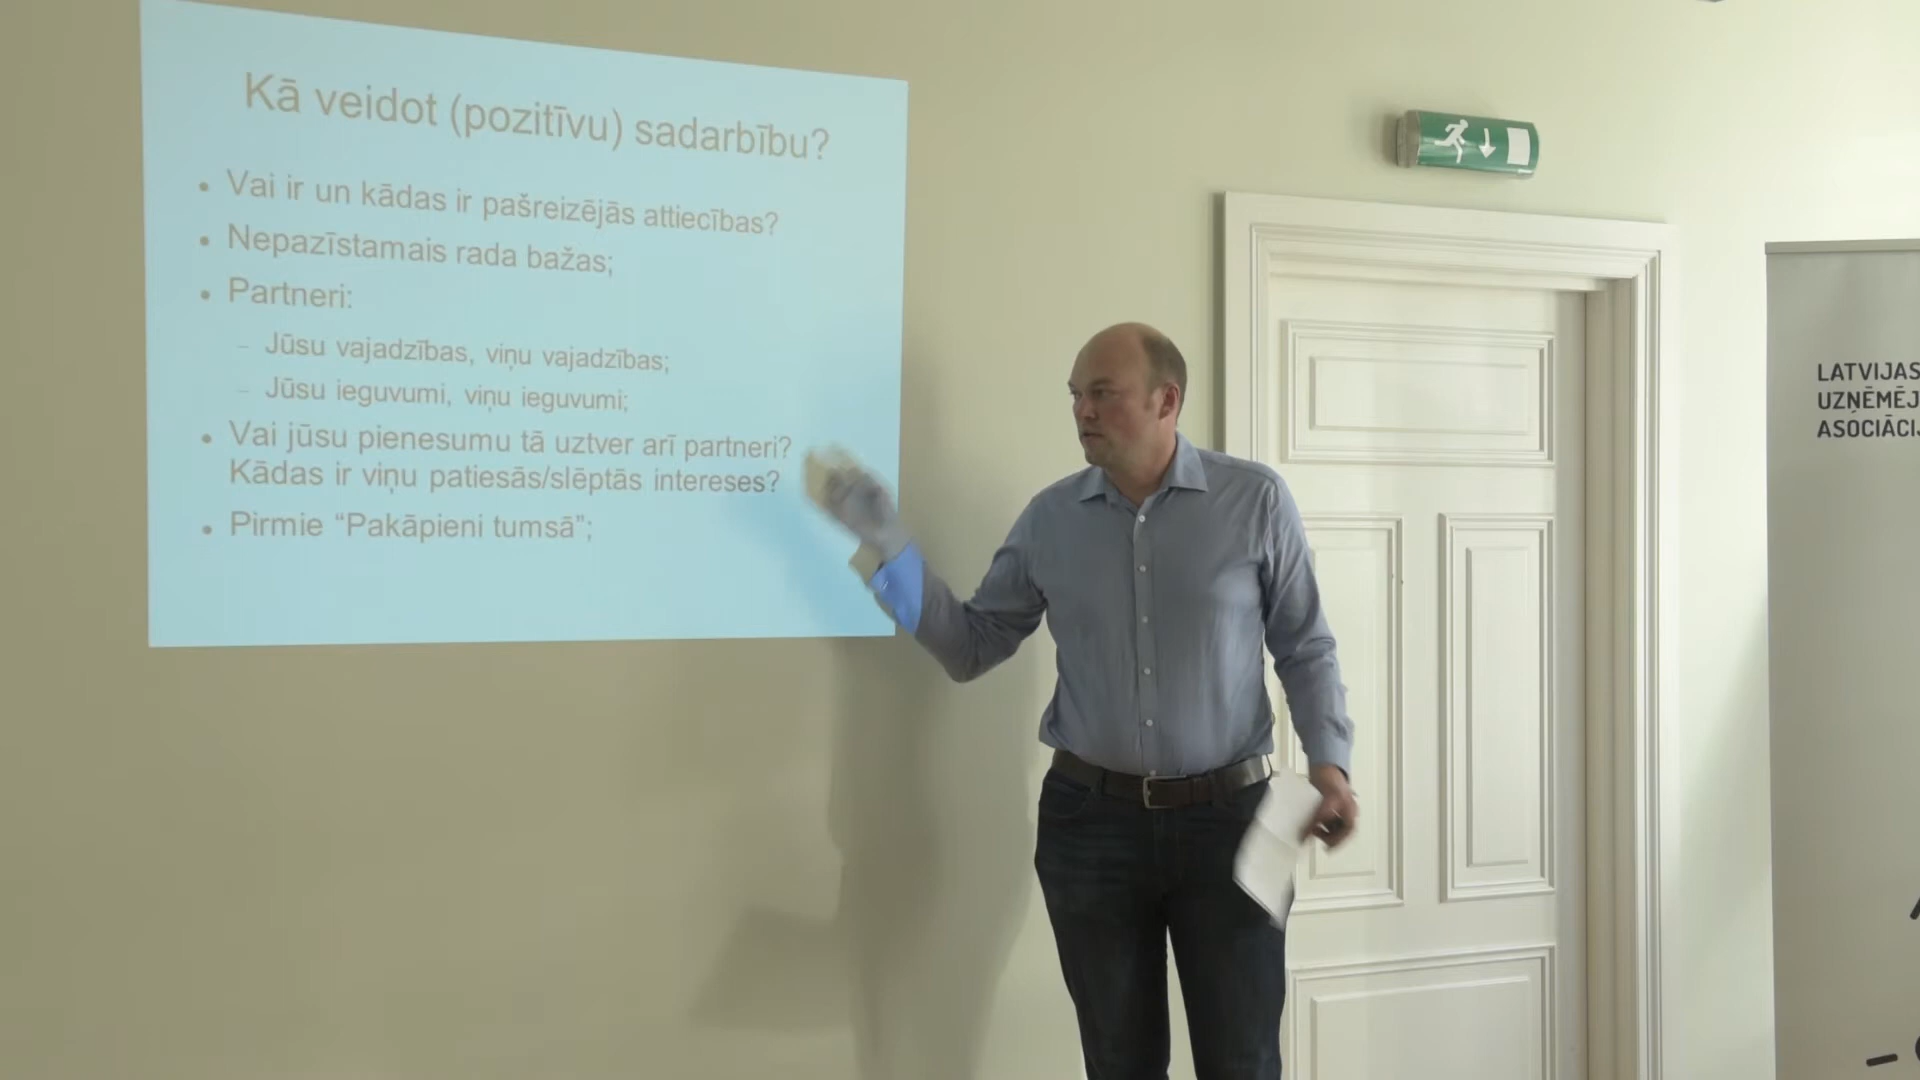 Kā veidot (pozitīvu) sadarbību?
• Vai ir un kādas ir pašreizējās attiecības?
• Nepazīstamais rada bažas;
• Partneri:
– Jūsu vajadzības, viņu vajadzības;
– Jūsu ieguvumi, viņu ieguvumi;
• Vai jūsu pienesumu tā uztver arī partneri?
Kādas ir viņu patiesās/slēptās intereses?
• Pirmie “Pakāpieni tumsā”;
LATVIJAS
UZŅĒMĒJ
ASOCIĀCI